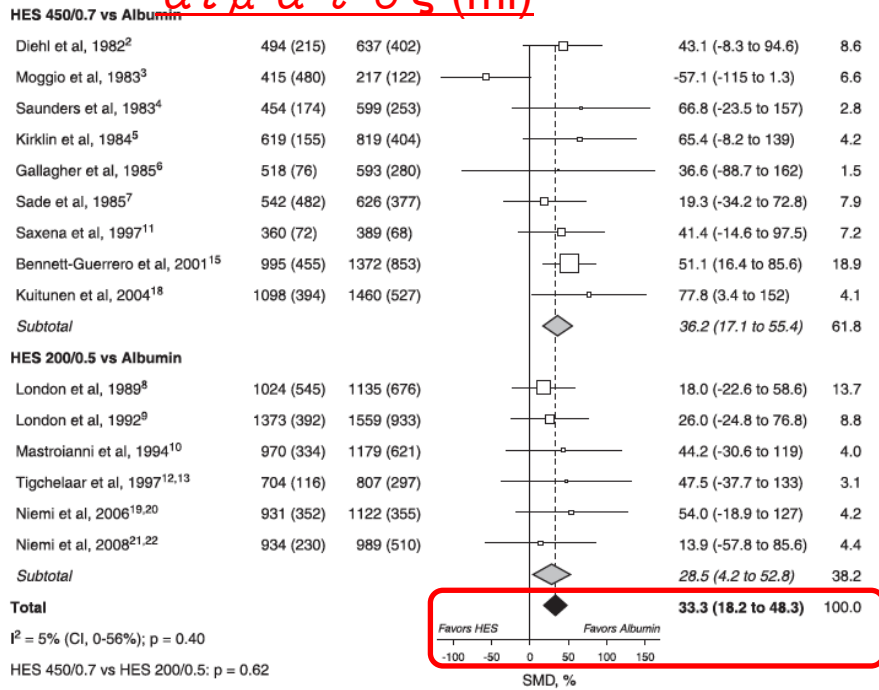 (ml)
HES 450/0.7 vs Albumin
Diehl et al, 1982² 494 (215) 637 (402) 43.1 (-8.3 to 94.6) 8.6
Moggio et al, 1983³ 415 (480) 217 (122) -57.1 (-115 to 1.3) 6.6
Saunders et al, 1983⁴ 454 (174) 599 (253) 66.8 (-23.5 to 157) 2.8
Kirklin et al, 1984⁵ 619 (155) 819 (404) 65.4 (-8.2 to 139) 4.2
Gallagher et al, 1985⁶ 518 (76) 593 (280) 36.6 (-88.7 to 162) 1.5
Sade et al, 1985⁷ 542 (482) 626 (377) 19.3 (-34.2 to 72.8) 7.9
Saxena et al, 1997¹¹ 360 (72) 389 (68) 41.4 (-14.6 to 97.5) 7.2
Bennett-Guerrero et al, 2001¹⁵ 995 (455) 1372 (853) 51.1 (16.4 to 85.6) 18.9
Kuitunen et al, 2004¹⁸ 1098 (394) 1460 (527) 77.8 (3.4 to 152) 4.1
Subtotal 36.2 (17.1 to 55.4) 61.8
HES 200/0.5 vs Albumin
London et al, 1989⁸ 1024 (545) 1135 (676) 18.0 (-22.6 to 58.6) 13.7
London et al, 1992⁹ 1373 (392) 1559 (933) 26.0 (-24.8 to 76.8) 8.8
Mastroianni et al, 1994¹⁰ 970 (334) 1179 (621) 44.2 (-30.6 to 119) 4.0
Tigchelaar et al, 1997¹²,¹³ 704 (116) 807 (297) 47.5 (-37.7 to 133) 3.1
Niemi et al, 2006¹⁹,²⁰ 931 (352) 1122 (355) 54.0 (-18.9 to 127) 4.2
Niemi et al, 2008²¹,²² 934 (230) 989 (510) 13.9 (-57.8 to 85.6) 4.4
Subtotal 28.5 (4.2 to 52.8) 38.2
Total 33.3 (18.2 to 48.3) 100.0
Favors HES Favors Albumin
I² = 5% (CI, 0-56%); p = 0.40
-100 -50 0 50 100 150
HES 450/0.7 vs HES 200/0.5: p = 0.62
SMD, %